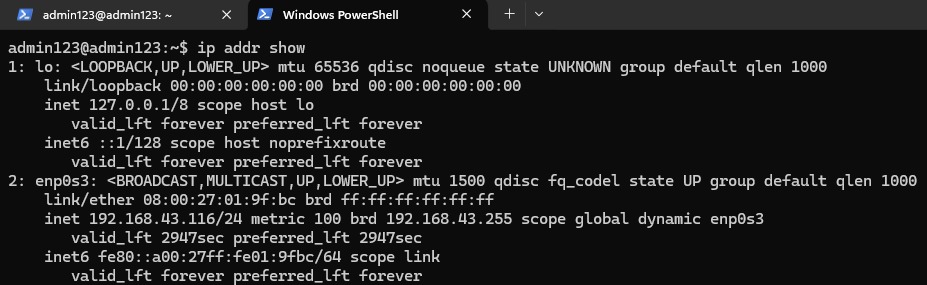 admin123@admin123: ~
Windows PowerShell
admin123@admin123:~$ ip addr show
1: lo: <LOOPBACK,UP,LOWER_UP> mtu 65536 qdisc noqueue state UNKNOWN group default qlen 1000
    link/loopback 00:00:00:00:00:00 brd 00:00:00:00:00:00
    inet 127.0.0.1/8 scope host lo
       valid_lft forever preferred_lft forever
    inet6 ::1/128 scope host noprefixroute
       valid_lft forever preferred_lft forever
2: enp0s3: <BROADCAST,MULTICAST,UP,LOWER_UP> mtu 1500 qdisc fq_codel state UP group default qlen 1000
    link/ether 08:00:27:01:9f:bc brd ff:ff:ff:ff:ff:ff
    inet 192.168.43.116/24 metric 100 brd 192.168.43.255 scope global dynamic enp0s3
       valid_lft 2947sec preferred_lft 2947sec
    inet6 fe80::a00:27ff:fe01:9fbc/64 scope link
       valid_lft forever preferred_lft forever